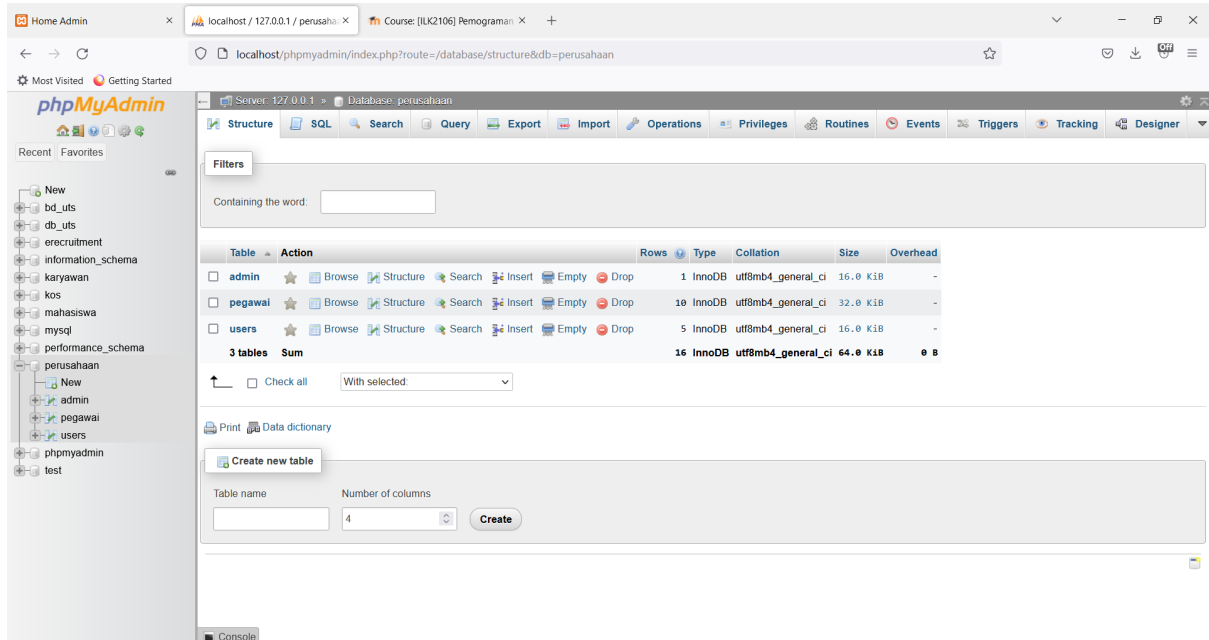 Home Admin
localhost / 127.0.0.1 / perusaha
Course: [ILK2106] Pemograman
localhost/phpmyadmin/index.php?route=/database/structure&db=perusahaan
Off
Most Visited Getting Started
phpMyAdmin
Recent Favorites
New
bd_uts
db_uts
erecruitment
information_schema
karyawan
kos
mahasiswa
mysql
performance_schema
perusahaan
New
admin
pegawai
users
phpmyadmin
test
Server: 127.0.0.1 » Database: perusahaan
Structure SQL Search Query Export Import Operations Privileges Routines Events Triggers Tracking Designer
Filters
Containing the word:
Table Action Rows Type Collation Size Overhead
admin Browse Structure Search Insert Empty Drop 1 InnoDB utf8mb4_general_ci 16.0 KiB -
pegawai Browse Structure Search Insert Empty Drop 10 InnoDB utf8mb4_general_ci 32.0 KiB -
users Browse Structure Search Insert Empty Drop 5 InnoDB utf8mb4_general_ci 16.0 KiB -
3 tables Sum 16 InnoDB utf8mb4_general_ci 64.0 KiB 0 B
Check all With selected:
Print Data dictionary
Create new table
Table name Number of columns
4 Create
Console